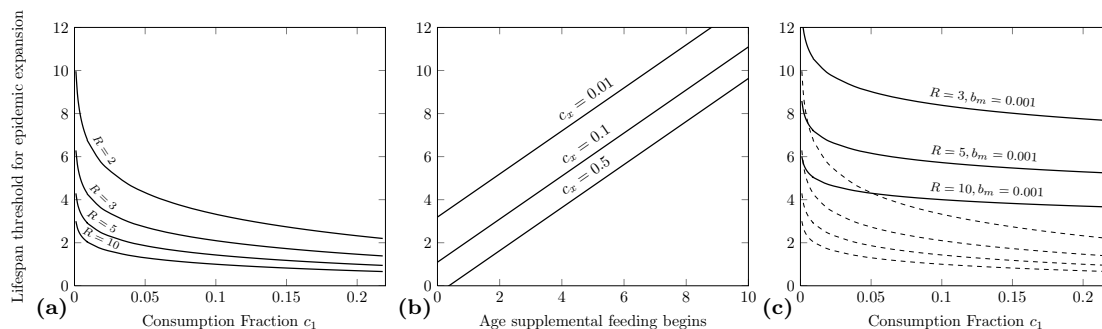 Lifespan threshold for epidemic expansion
12
10
8
6
4
2
0
R = 2
R = 3
R = 5
R = 10
0
0.05
0.1
0.15
0.2
(a)
Consumption Fraction c₁
12
10
8
6
4
2
0
cₓ = 0.01
cₓ = 0.1
cₓ = 0.5
0
2
4
6
8
10
(b)
Age supplemental feeding begins
12
10
8
6
4
2
0
R = 3, bₘ = 0.001
R = 5, bₘ = 0.001
R = 10, bₘ = 0.001
0
0.05
0.1
0.15
0.2
(c)
Consumption Fraction c₁